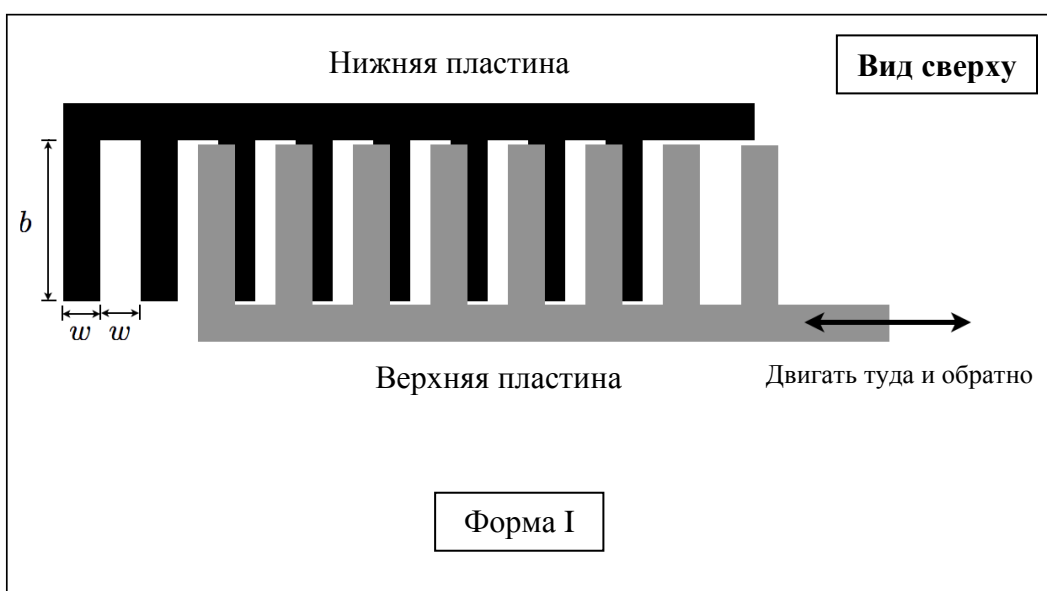 Нижняя пластина
Вид сверху
b
w w
Верхняя пластина
Двигать туда и обратно
Форма I